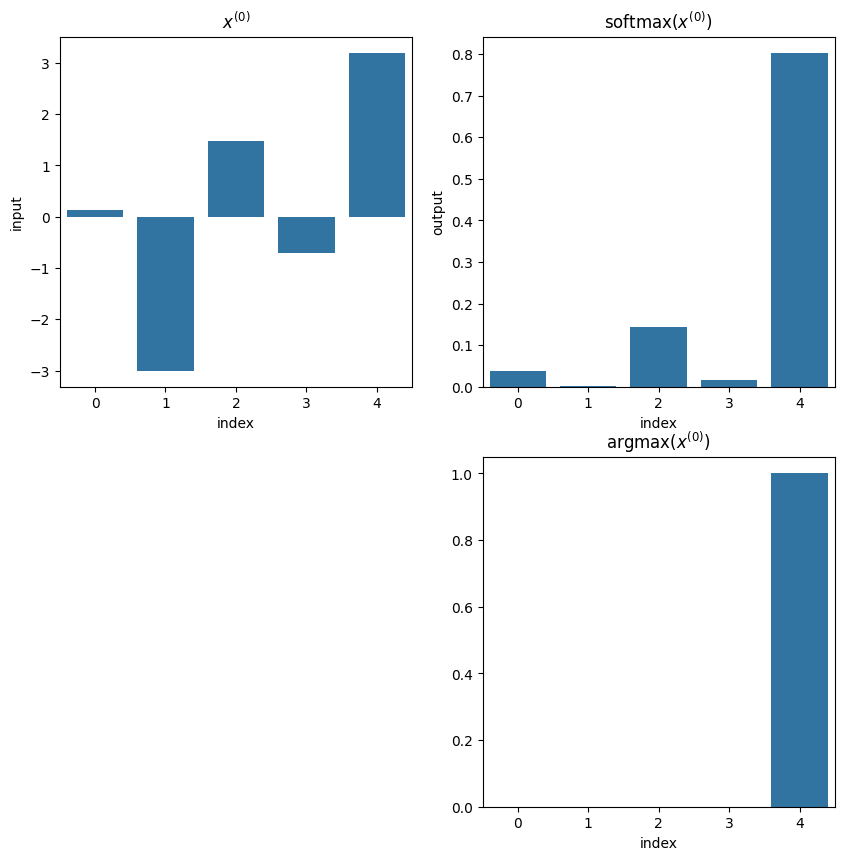 x^(0)
3
2
1
0
−1
−2
−3
input
0 1 2 3 4
index
softmax(x^(0))
0.8
0.7
0.6
0.5
0.4
0.3
0.2
0.1
0.0
output
0 1 2 3 4
index
argmax(x^(0))
1.0
0.8
0.6
0.4
0.2
0.0
0 1 2 3 4
index